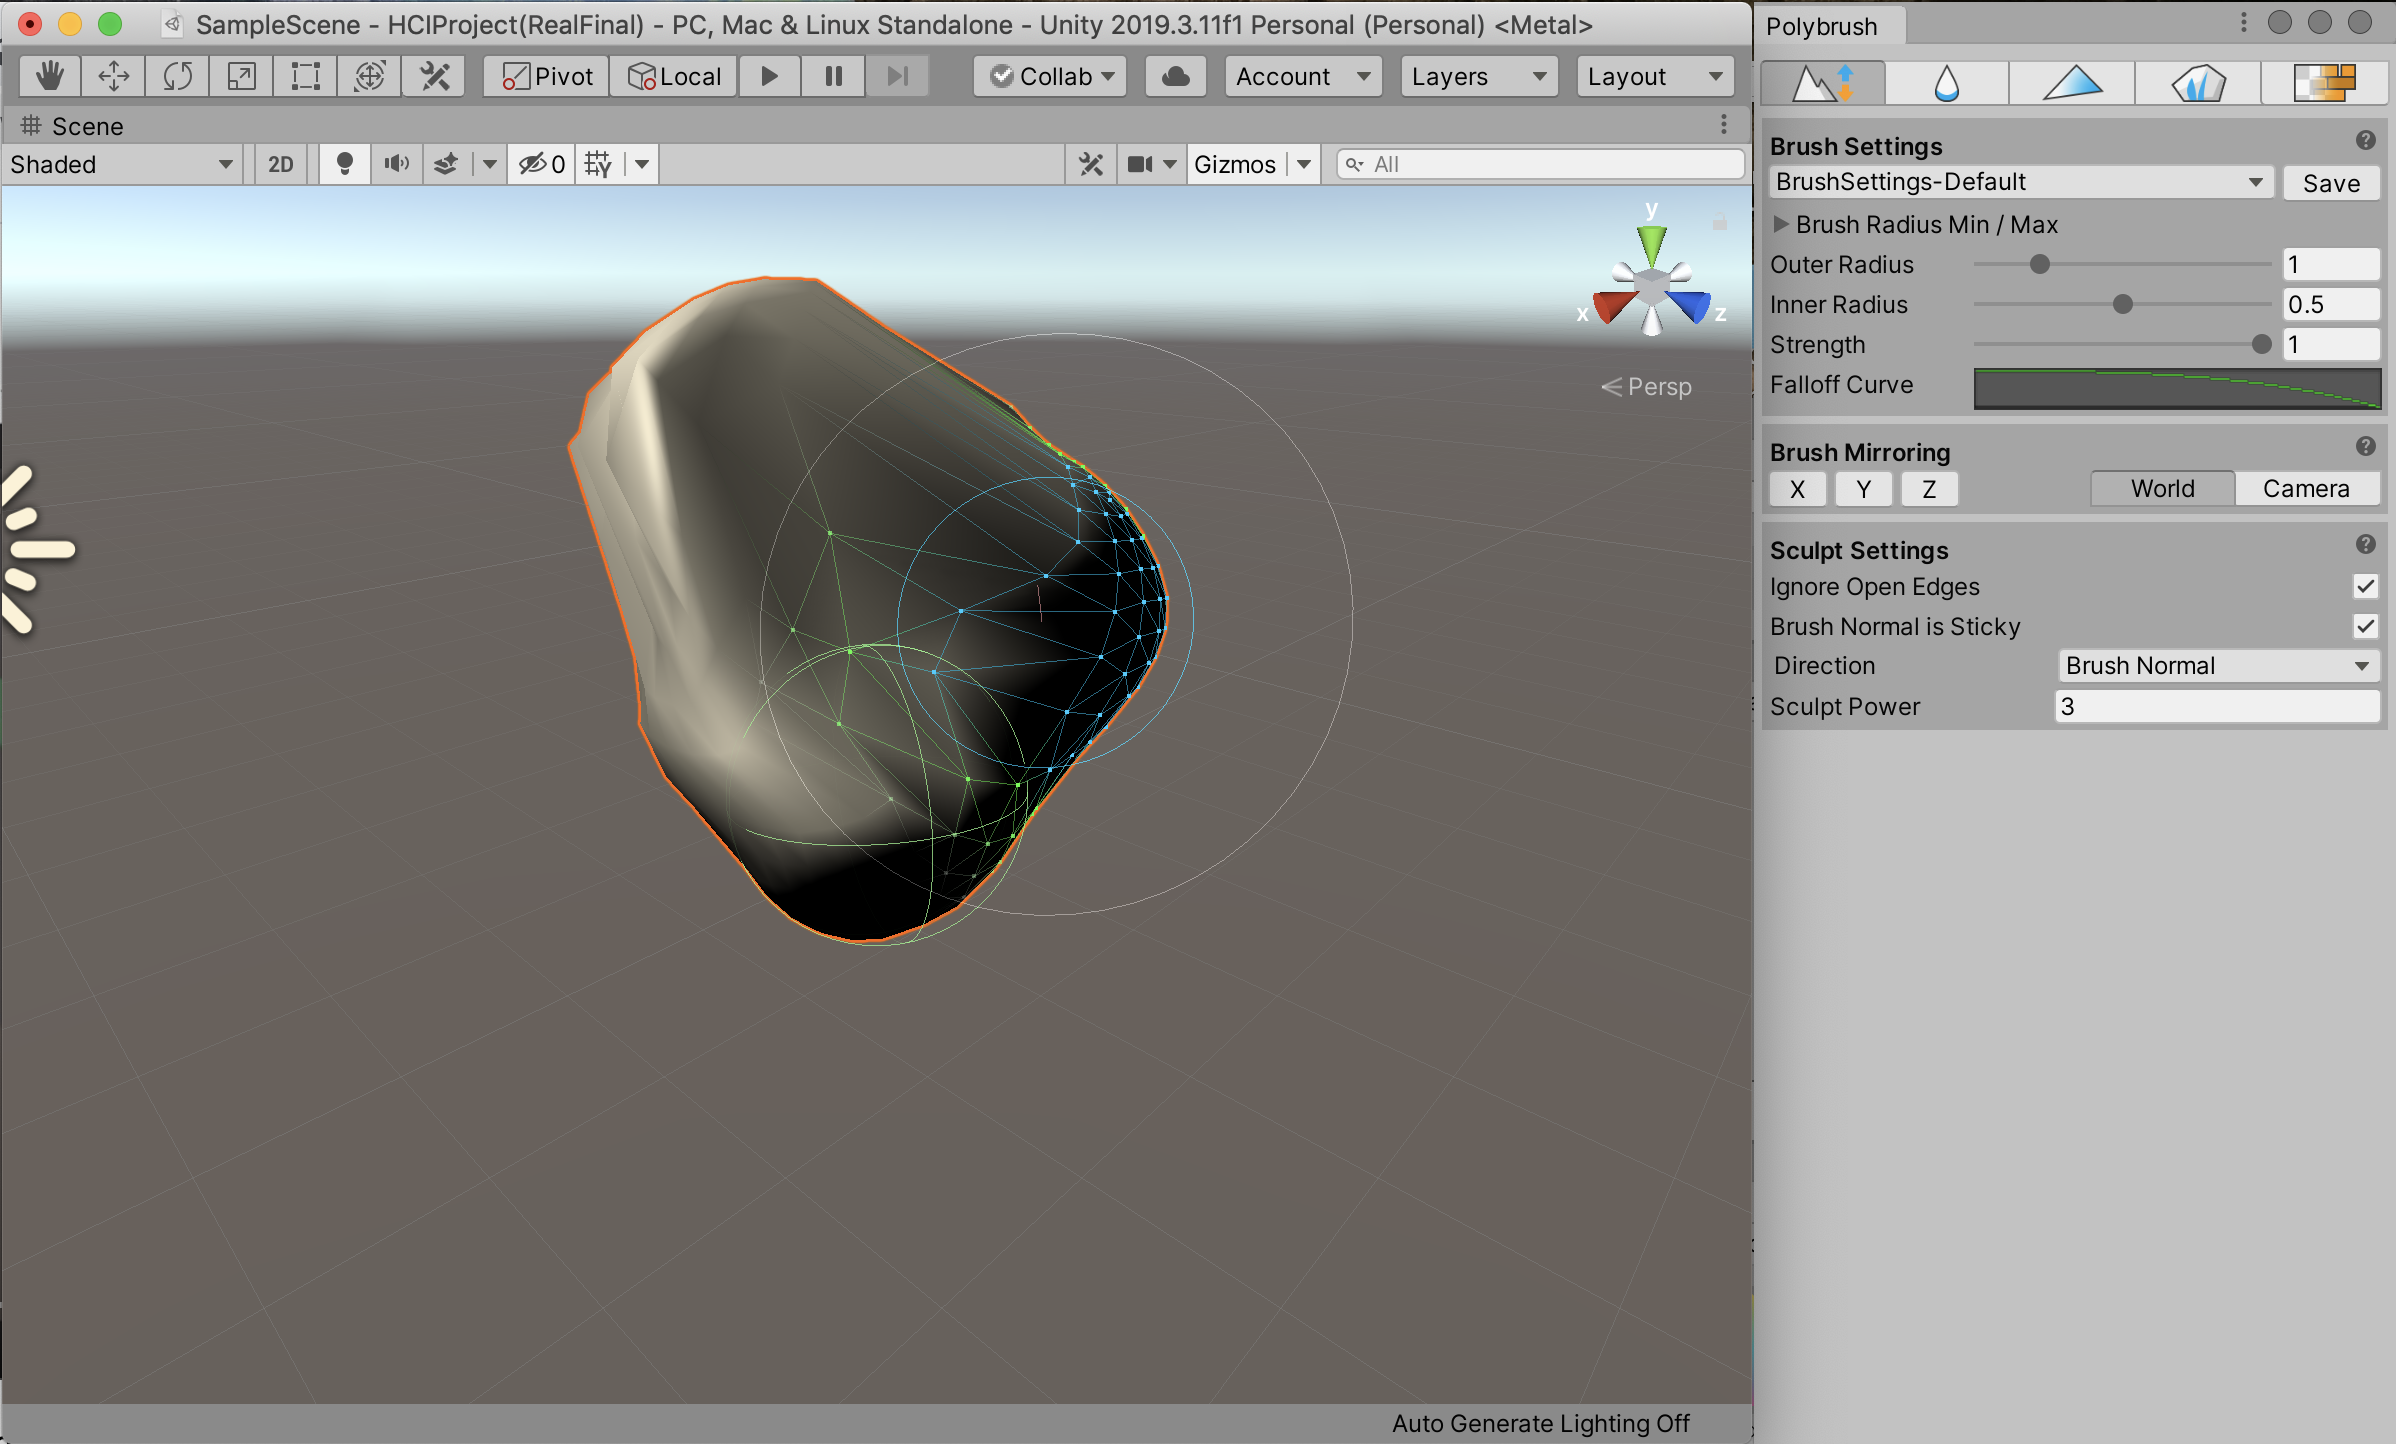 SampleScene - HCIProject(RealFinal) - PC, Mac & Linux Standalone - Unity 2019.3.11f1 Personal (Personal) <Metal>
Pivot Local Collab Account Layers Layout
Scene
Shaded 2D 0 Gizmos All
y
x z
Persp
Auto Generate Lighting Off
Polybrush
Brush Settings
BrushSettings-Default Save
Brush Radius Min / Max
Outer Radius 1
Inner Radius 0.5
Strength 1
Falloff Curve
Brush Mirroring
X Y Z World Camera
Sculpt Settings
Ignore Open Edges
Brush Normal is Sticky
Direction Brush Normal
Sculpt Power 3